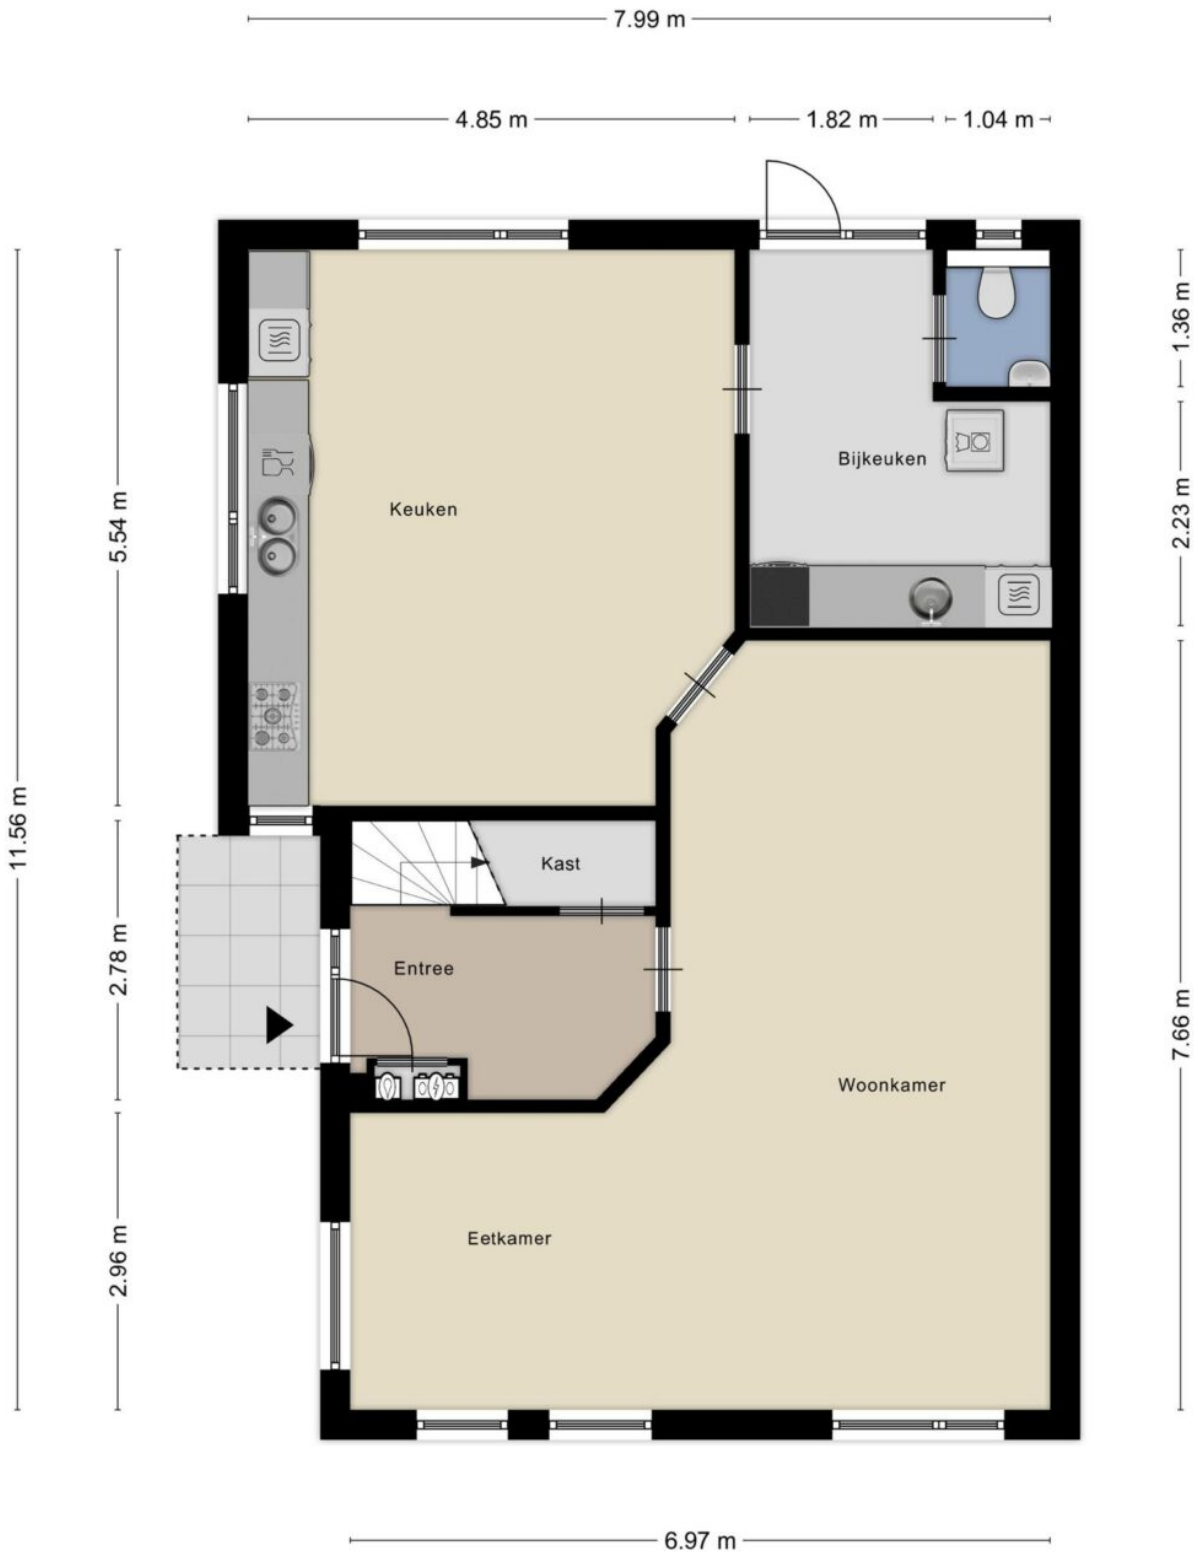 7.99 m
4.85 m
1.82 m
1.04 m
1.36 m
Bijkeuken
2.23 m
Keuken
5.54 m
11.56 m
Kast
2.78 m
Entree
7.66 m
Woonkamer
Eetkamer
2.96 m
6.97 m